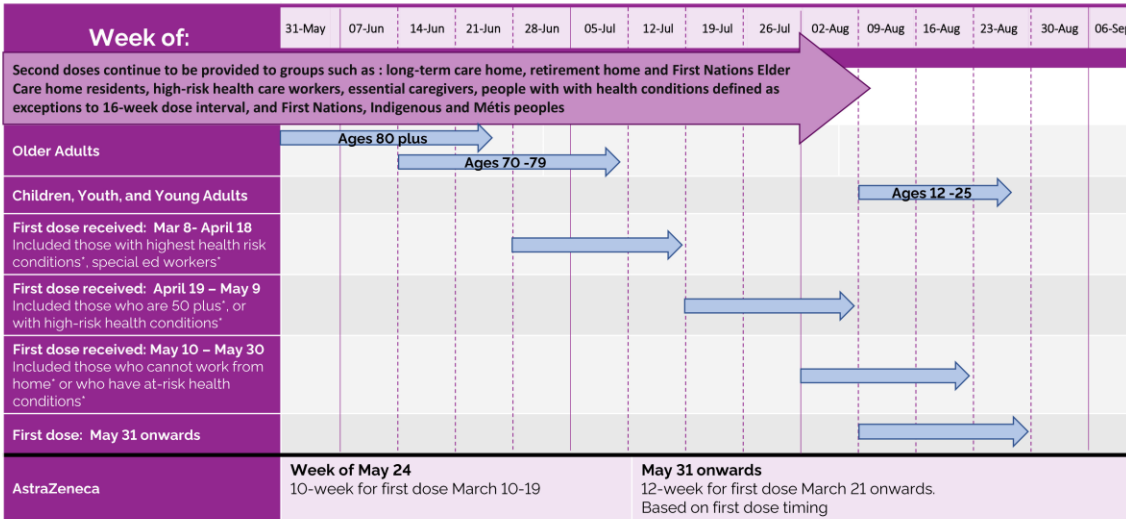 Week of:
31-May 07-Jun 14-Jun 21-Jun 28-Jun 05-Jul 12-Jul 19-Jul 26-Jul 02-Aug 09-Aug 16-Aug 23-Aug 30-Aug 06-Sep
Second doses continue to be provided to groups such as : long-term care home, retirement home and First Nations Elder
Care home residents, high-risk health care workers, essential caregivers, people with with health conditions defined as
exceptions to 16-week dose interval, and First Nations, Indigenous and Métis peoples
Older Adults
Ages 80 plus
Ages 70 -79
Children, Youth, and Young Adults
Ages 12 -25
First dose received: Mar 8- April 18
Included those with highest health risk
conditions*, special ed workers*
First dose received: April 19 – May 9
Included those who are 50 plus*, or
with high-risk health conditions*
First dose received: May 10 – May 30
Included those who cannot work from
home* or who have at-risk health
conditions*
First dose: May 31 onwards
AstraZeneca
Week of May 24
10-week for first dose March 10-19
May 31 onwards
12-week for first dose March 21 onwards.
Based on first dose timing